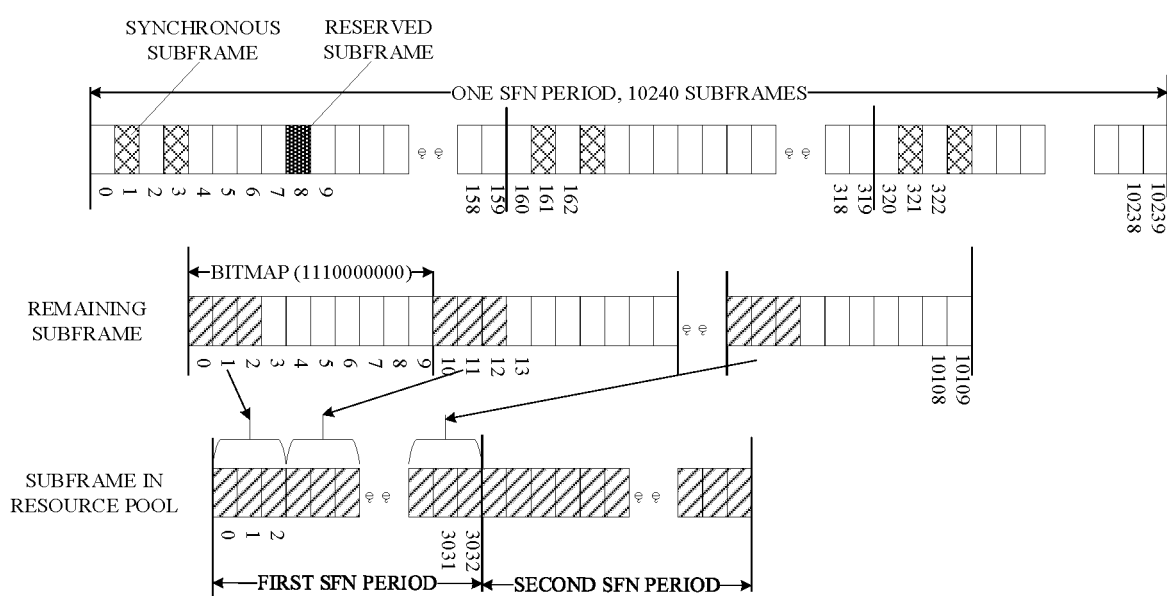 SYNCHRONOUS
SUBFRAME
RESERVED
SUBFRAME
ONE SFN PERIOD, 10240 SUBFRAMES
0 1 2 3 4 5 6 7 8 9 158 159 160 161 162 318 319 320 321 322 10238 10239
BITMAP (1110000000)
REMAINING
SUBFRAME
0 1 2 3 4 5 6 7 8 9 10 11 12 13 10108 10109
SUBFRAME IN
RESOURCE POOL
0 1 2 3031 3032
FIRST SFN PERIOD SECOND SFN PERIOD